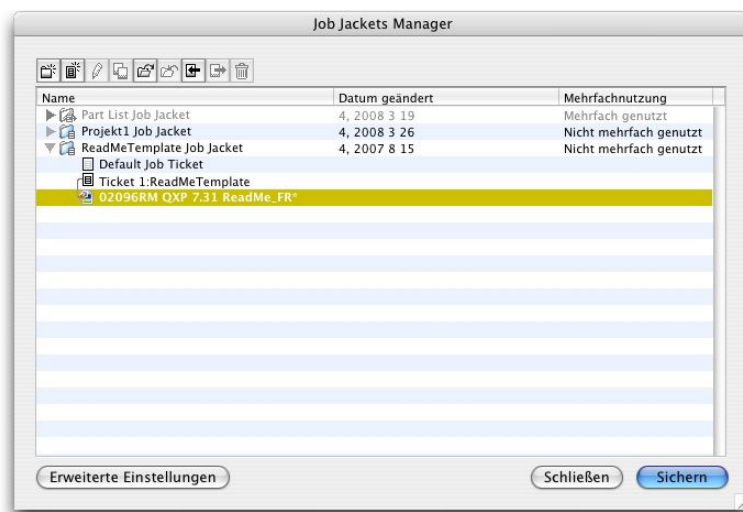 Job Jackets Manager
Name Datum geändert Mehrfachnutzung
Part List Job Jacket 4, 2008 3 19 Mehrfach genutzt
Projekt1 Job Jacket 4, 2008 3 26 Nicht mehrfach genutzt
ReadMeTemplate Job Jacket 4, 2007 8 15 Nicht mehrfach genutzt
Default Job Ticket
Ticket 1:ReadMeTemplate
02096RM QXP 7.31 ReadMe_FR*
Erweiterte Einstellungen Schließen Sichern